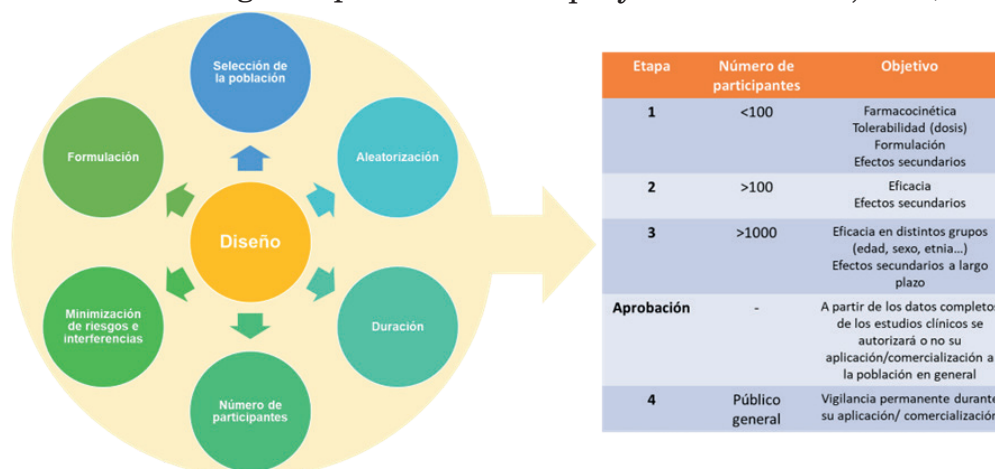 Selección de
la población
Formulación
Aleatorización
Diseño
Minimización
de riesgos e
interferencias
Duración
Número de
participantes
Etapa
Número de
participantes
Objetivo
1
<100
Farmacocinética
Tolerabilidad (dosis)
Formulación
Efectos secundarios
2
>100
Eficacia
Efectos secundarios
3
>1000
Eficacia en distintos grupos
(edad, sexo, etnia...)
Efectos secundarios a largo
plazo
Aprobación
-
A partir de los datos completos
de los estudios clínicos se
autorizará o no su
aplicación/comercialización a
la población en general
4
Público
general
Vigilancia permanente durante
su aplicación/ comercialización